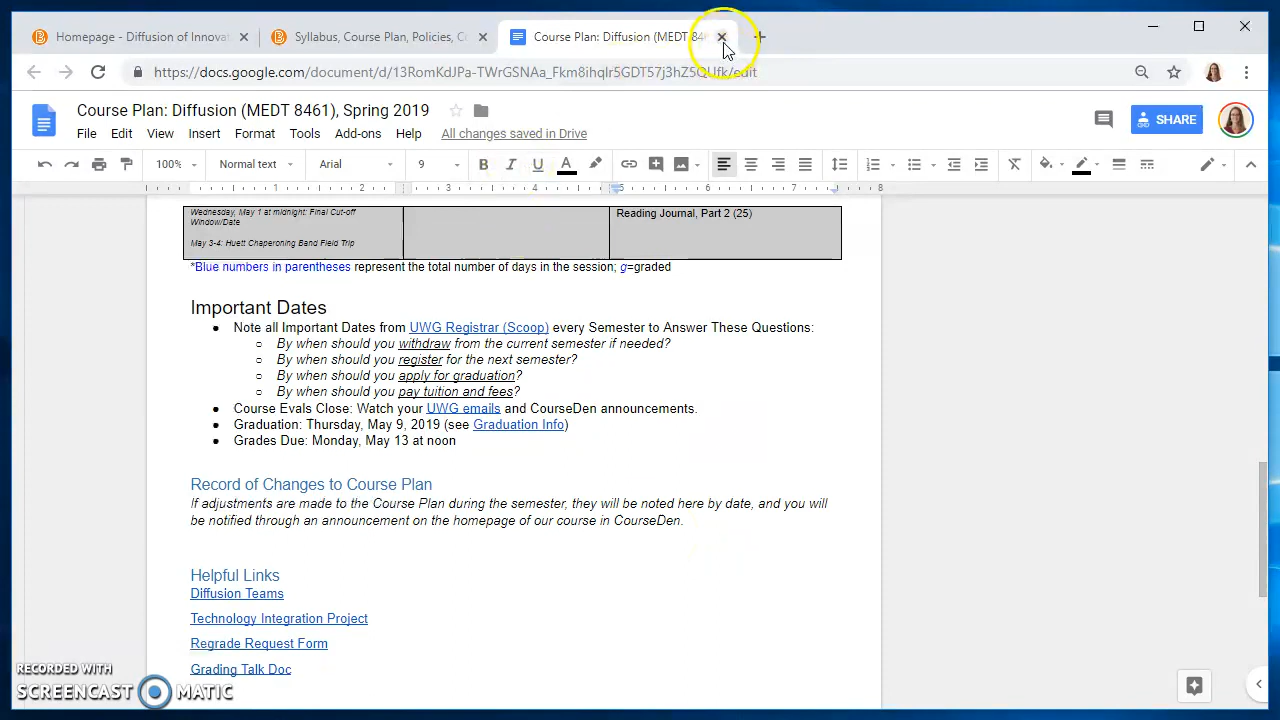 Homepage - Diffusion of Innovat
Syllabus, Course Plan, Policies, Co
Course Plan: Diffusion (MEDT 84
Course Plan: Diffusion (MEDT 8461), Spring 2019
File Edit View Insert Format Tools Add-ons Help All changes saved in Drive
SHARE
100% Normal text Arial 9
1 2 3 4 5 6 7 8
Wednesday, May 1 at midnight: Final Cut-off
Window/Date
May 3-4: Huett Chaperoning Band Field Trip
Reading Journal, Part 2 (25)
*Blue numbers in parentheses represent the total number of days in the session; g=graded
Important Dates
Note all Important Dates from UWG Registrar (Scoop) every Semester to Answer These Questions:
By when should you withdraw from the current semester if needed?
By when should you register for the next semester?
By when should you apply for graduation?
By when should you pay tuition and fees?
Course Evals Close: Watch your UWG emails and CourseDen announcements.
Graduation: Thursday, May 9, 2019 (see Graduation Info)
Grades Due: Monday, May 13 at noon
Record of Changes to Course Plan
If adjustments are made to the Course Plan during the semester, they will be noted here by date, and you will
be notified through an announcement on the homepage of our course in CourseDen.
Helpful Links
Diffusion Teams
Technology Integration Project
Regrade Request Form
Grading Talk Doc
RECORDED WITH
SCREENCAST MATIC